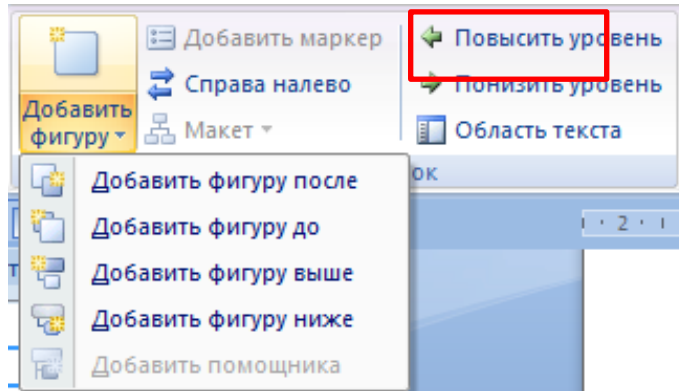 Добавить маркер
Повысить уровень
Справа налево
Понизить уровень
Добавить
фигуру
Макет
Область текста
ок
Добавить фигуру после
Добавить фигуру до
Добавить фигуру выше
Добавить фигуру ниже
Добавить помощника
2